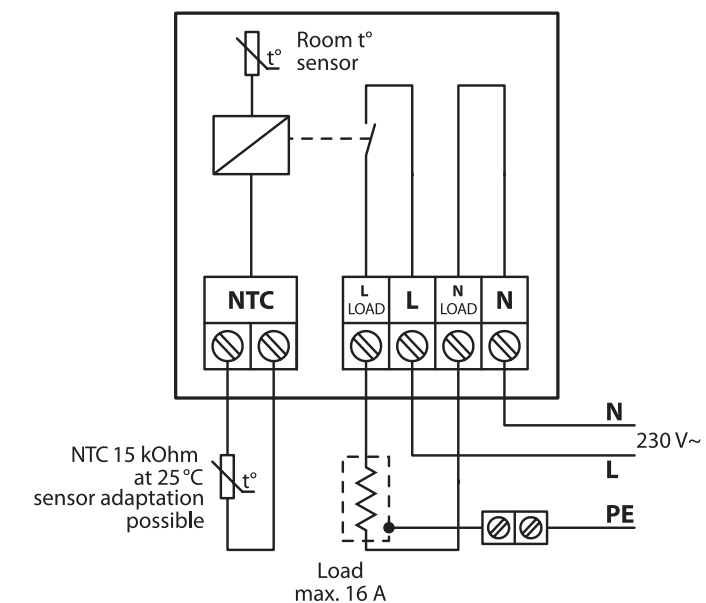 Room t°
sensor
t°
NTC
L
LOAD
L
N
LOAD
N
N
230 V~
L
PE
NTC 15 kOhm
at 25 °C
sensor adaptation
possible
t°
Load
max. 16 A